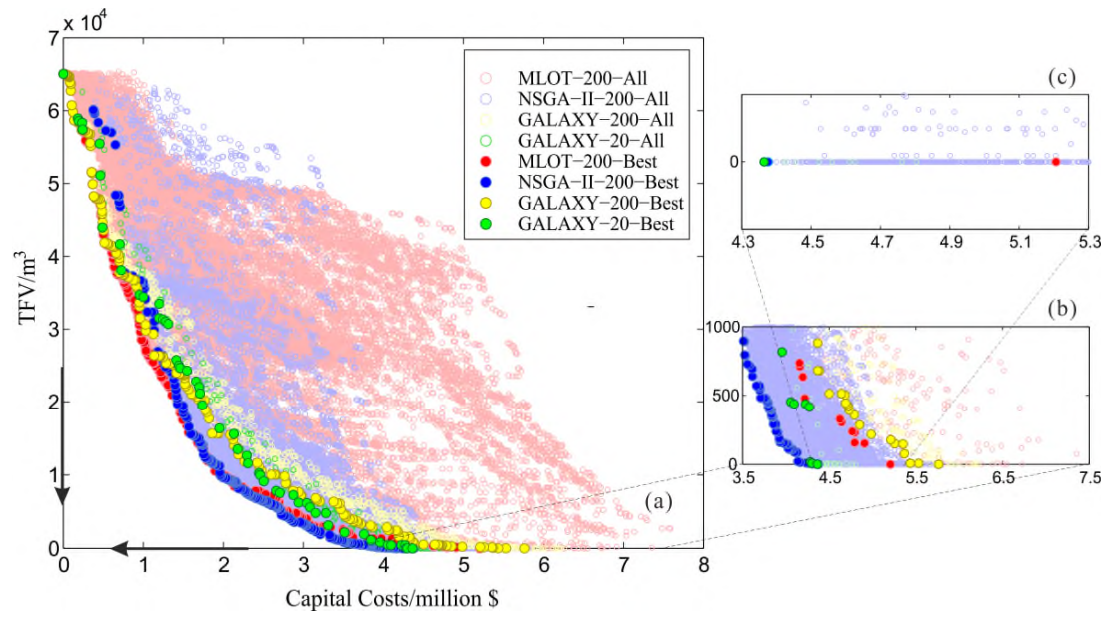 7 × 10⁴
6
5
4
3
2
1
0
TFV/m³
0 1 2 3 4 5 6 7 8
Capital Costs/million $
MLOT−200−All
NSGA−II−200−All
GALAXY−200−All
GALAXY−20−All
MLOT−200−Best
NSGA−II−200−Best
GALAXY−200−Best
GALAXY−20−Best
(a)
(c)
0
4.3 4.5 4.7 4.9 5.1 5.3
(b)
1000
500
0
3.5 4.5 5.5 6.5 7.5